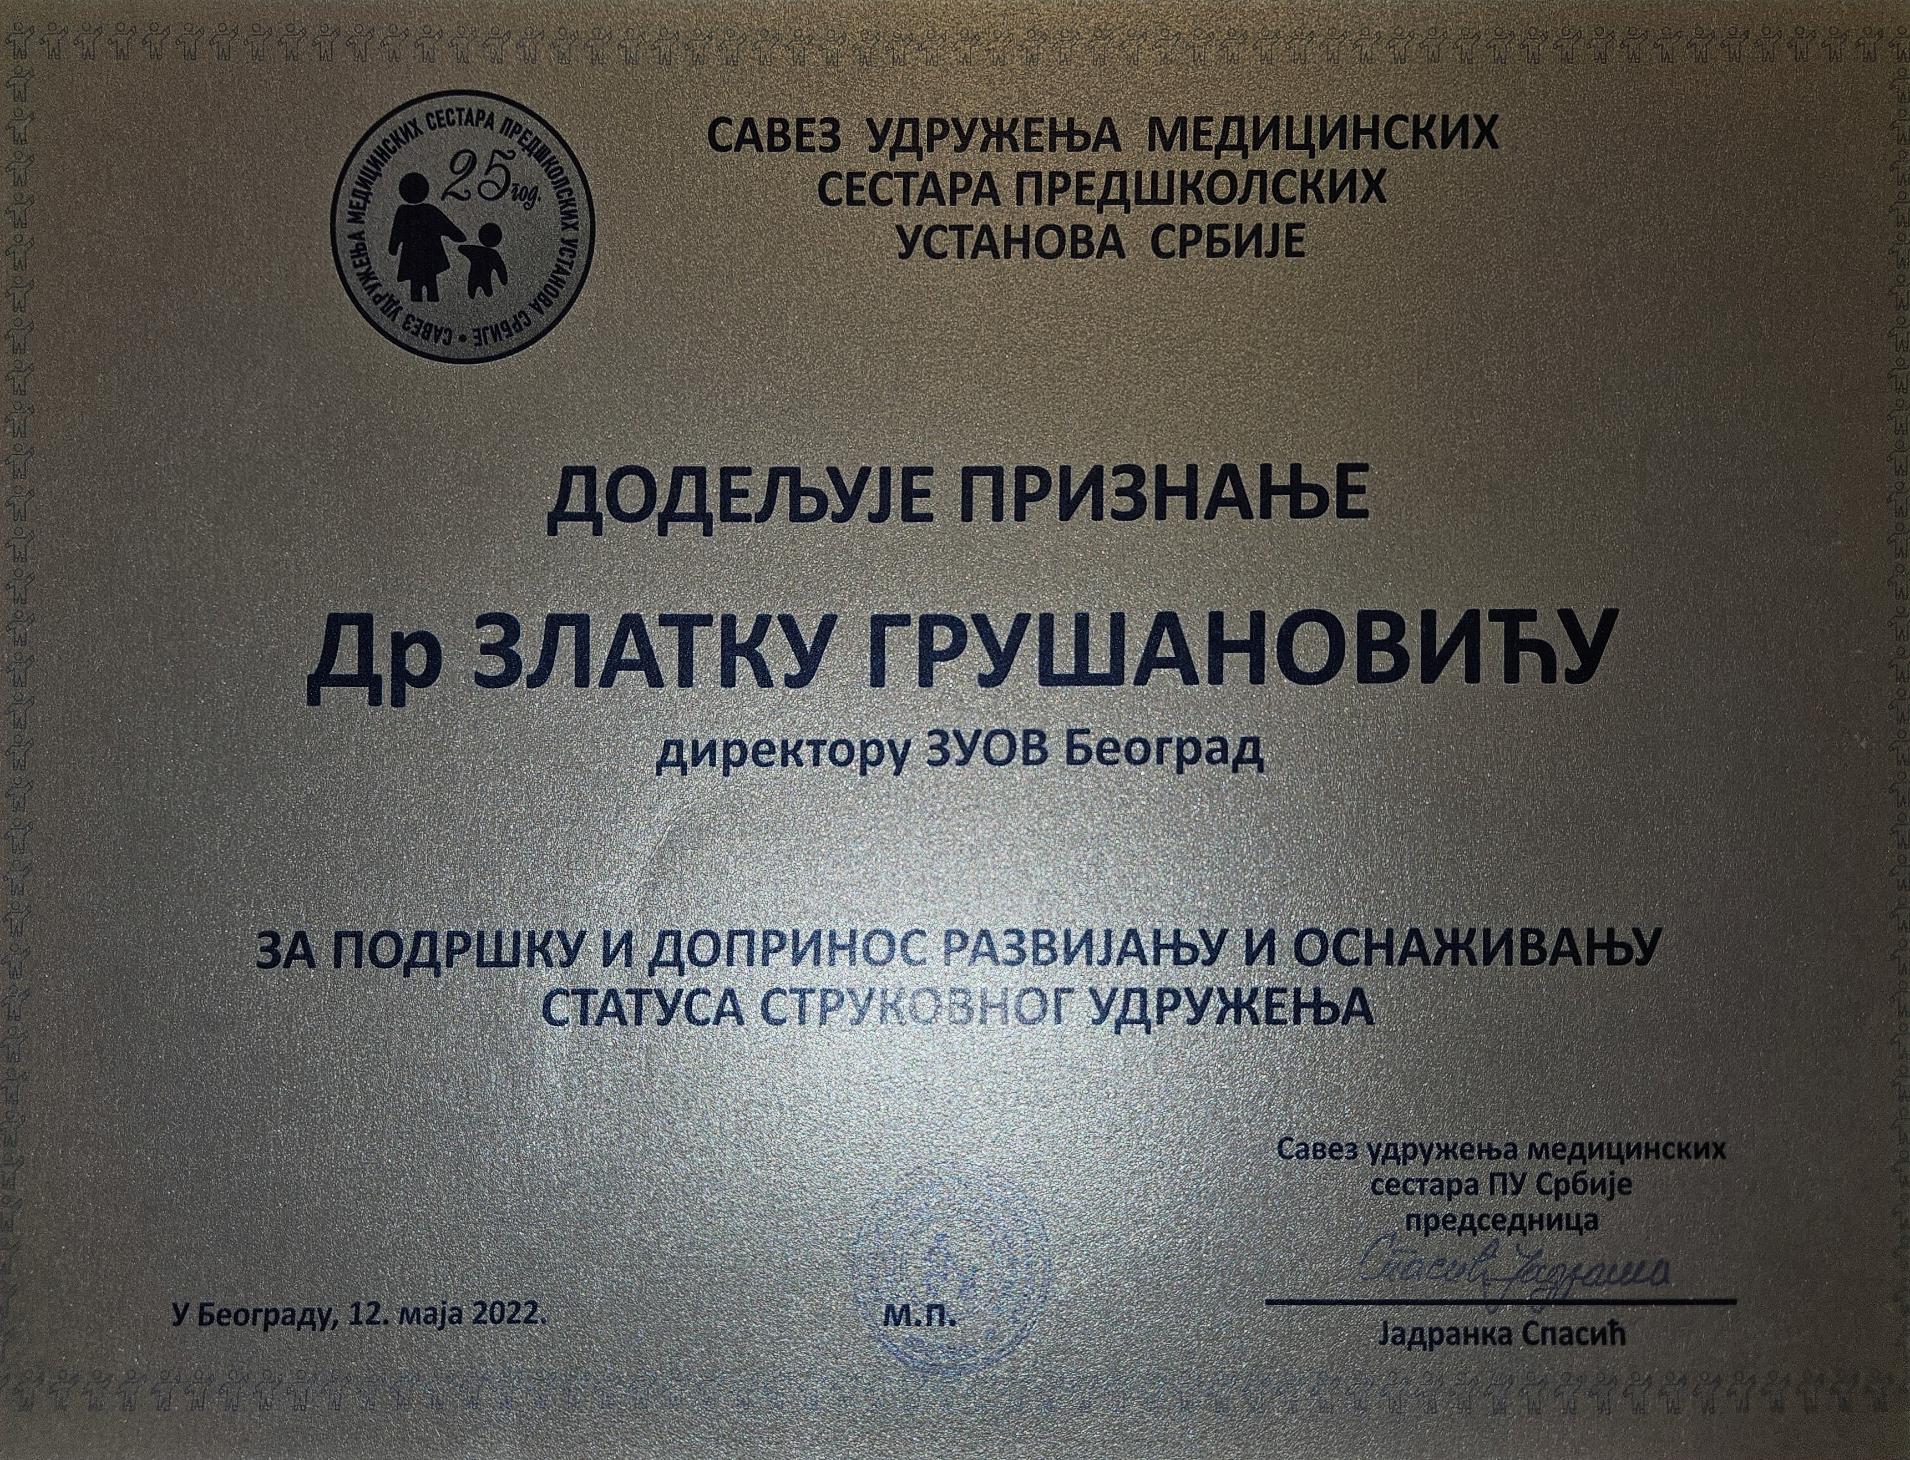 САВЕЗ УДРУЖЕЊА МЕДИЦИНСКИХ СЕСТАРА ПРЕДШКОЛСКИХ УСТАНОВА СРБИЈЕ •
25 год.
САВЕЗ УДРУЖЕЊА МЕДИЦИНСКИХ
СЕСТАРА ПРЕДШКОЛСКИХ
УСТАНОВА СРБИЈЕ
ДОДЕЉУЈЕ ПРИЗНАЊЕ
Др ЗЛАТКУ ГРУШАНОВИЋУ
директору ЗУОВ Београд
ЗА ПОДРШКУ И ДОПРИНОС РАЗВИЈАЊУ И ОСНАЖИВАЊУ
СТАТУСА СТРУКОВНОГ УДРУЖЕЊА
Савез удружења медицинских
сестара ПУ Србије
председница
Спасић Јадранка
У Београду, 12. маја 2022.
М.П.
Јадранка Спасић